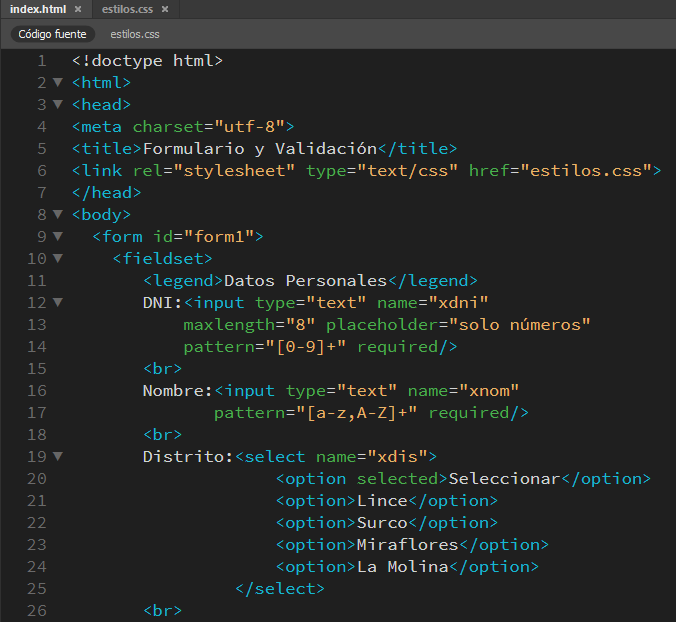 index.html × estilos.css ×
Código fuente estilos.css
1 <!doctype html>
2 <html>
3 <head>
4 <meta charset="utf-8">
5 <title>Formulario y Validación</title>
6 <link rel="stylesheet" type="text/css" href="estilos.css">
7 </head>
8 <body>
9 <form id="form1">
10 <fieldset>
11 <legend>Datos Personales</legend>
12 DNI:<input type="text" name="xdni"
13 maxlength="8" placeholder="solo números"
14 pattern="[0-9]+" required/>
15 <br>
16 Nombre:<input type="text" name="xnom"
17 pattern="[a-z,A-Z]+" required/>
18 <br>
19 Distrito:<select name="xdis">
20 <option selected>Seleccionar</option>
21 <option>Lince</option>
22 <option>Surco</option>
23 <option>Miraflores</option>
24 <option>La Molina</option>
25 </select>
26 <br>